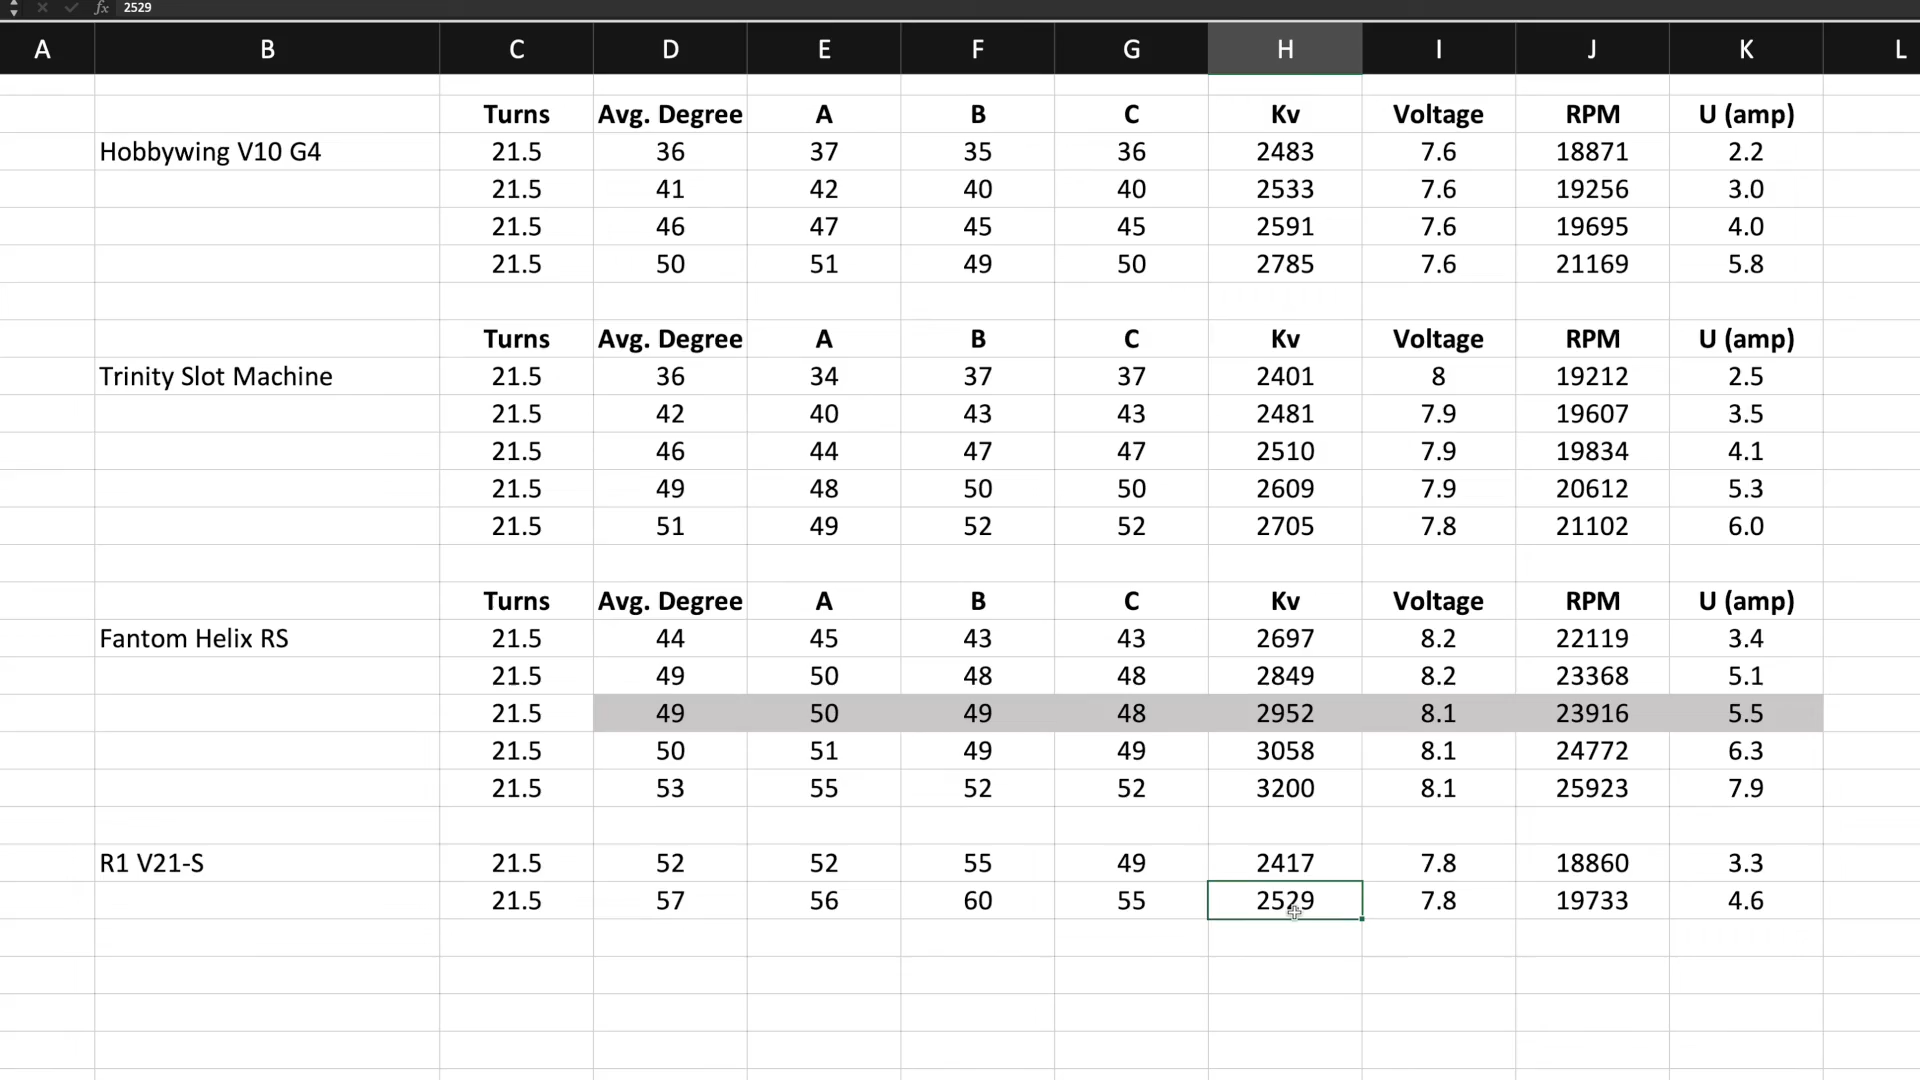 fx 2529
A B C D E F G H I J K L
Turns Avg. Degree A B C Kv Voltage RPM U (amp)
Hobbywing V10 G4 21.5 36 37 35 36 2483 7.6 18871 2.2
21.5 41 42 40 40 2533 7.6 19256 3.0
21.5 46 47 45 45 2591 7.6 19695 4.0
21.5 50 51 49 50 2785 7.6 21169 5.8
Turns Avg. Degree A B C Kv Voltage RPM U (amp)
Trinity Slot Machine 21.5 36 34 37 37 2401 8 19212 2.5
21.5 42 40 43 43 2481 7.9 19607 3.5
21.5 46 44 47 47 2510 7.9 19834 4.1
21.5 49 48 50 50 2609 7.9 20612 5.3
21.5 51 49 52 52 2705 7.8 21102 6.0
Turns Avg. Degree A B C Kv Voltage RPM U (amp)
Fantom Helix RS 21.5 44 45 43 43 2697 8.2 22119 3.4
21.5 49 50 48 48 2849 8.2 23368 5.1
21.5 49 50 49 48 2952 8.1 23916 5.5
21.5 50 51 49 49 3058 8.1 24772 6.3
21.5 53 55 52 52 3200 8.1 25923 7.9
R1 V21-S 21.5 52 52 55 49 2417 7.8 18860 3.3
21.5 57 56 60 55 2529 7.8 19733 4.6